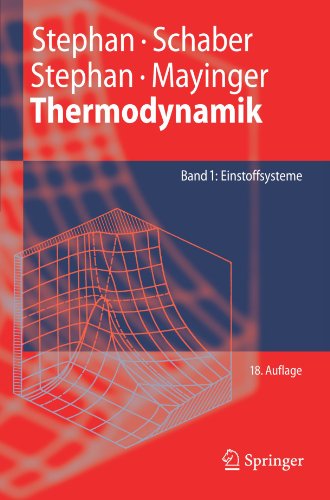 Stephan · Schaber
Stephan · Mayinger
Thermodynamik
Band 1: Einstoffsysteme
18. Auflage
Springer